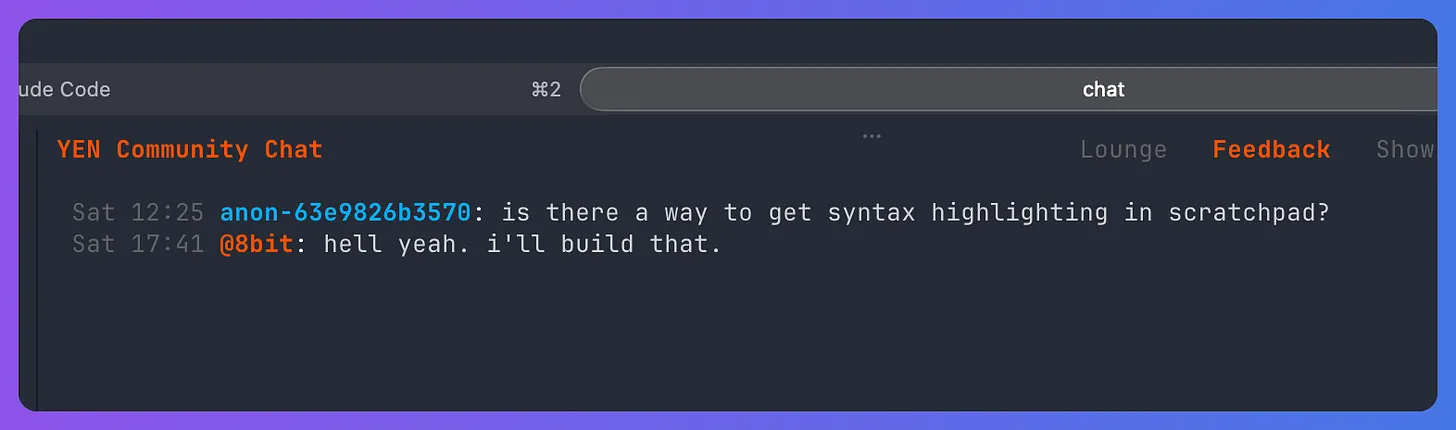 ude Code ⌘2 chat
YEN Community Chat ... Lounge Feedback Show
Sat 12:25 anon-63e9826b3570: is there a way to get syntax highlighting in scratchpad?
Sat 17:41 @8bit: hell yeah. i'll build that.